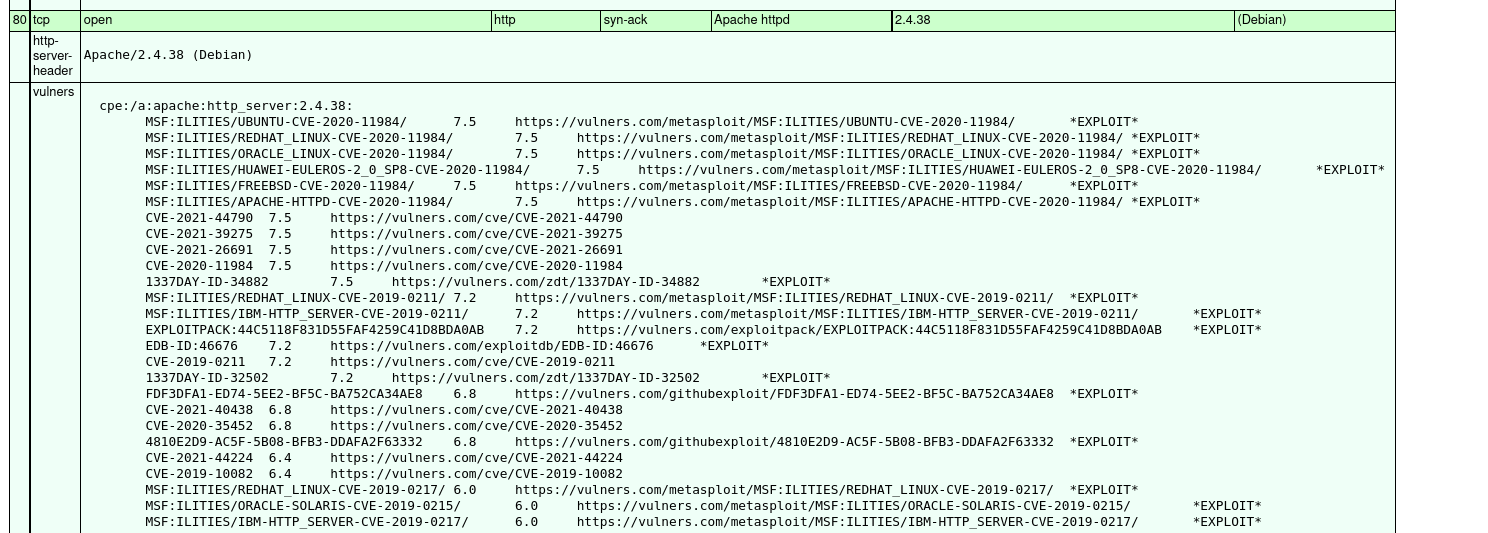 80 tcp open http syn-ack Apache httpd 2.4.38 (Debian)
http-
server-
header
Apache/2.4.38 (Debian)
vulners
cpe:/a:apache:http_server:2.4.38:
MSF:ILITIES/UBUNTU-CVE-2020-11984/ 7.5 https://vulners.com/metasploit/MSF:ILITIES/UBUNTU-CVE-2020-11984/ *EXPLOIT*
MSF:ILITIES/REDHAT_LINUX-CVE-2020-11984/ 7.5 https://vulners.com/metasploit/MSF:ILITIES/REDHAT_LINUX-CVE-2020-11984/ *EXPLOIT*
MSF:ILITIES/ORACLE_LINUX-CVE-2020-11984/ 7.5 https://vulners.com/metasploit/MSF:ILITIES/ORACLE_LINUX-CVE-2020-11984/ *EXPLOIT*
MSF:ILITIES/HUAWEI-EULEROS-2_0_SP8-CVE-2020-11984/ 7.5 https://vulners.com/metasploit/MSF:ILITIES/HUAWEI-EULEROS-2_0_SP8-CVE-2020-11984/ *EXPLOIT*
MSF:ILITIES/FREEBSD-CVE-2020-11984/ 7.5 https://vulners.com/metasploit/MSF:ILITIES/FREEBSD-CVE-2020-11984/ *EXPLOIT*
MSF:ILITIES/APACHE-HTTPD-CVE-2020-11984/ 7.5 https://vulners.com/metasploit/MSF:ILITIES/APACHE-HTTPD-CVE-2020-11984/ *EXPLOIT*
CVE-2021-44790 7.5 https://vulners.com/cve/CVE-2021-44790
CVE-2021-39275 7.5 https://vulners.com/cve/CVE-2021-39275
CVE-2021-26691 7.5 https://vulners.com/cve/CVE-2021-26691
CVE-2020-11984 7.5 https://vulners.com/cve/CVE-2020-11984
1337DAY-ID-34882 7.5 https://vulners.com/zdt/1337DAY-ID-34882 *EXPLOIT*
MSF:ILITIES/REDHAT_LINUX-CVE-2019-0211/ 7.2 https://vulners.com/metasploit/MSF:ILITIES/REDHAT_LINUX-CVE-2019-0211/ *EXPLOIT*
MSF:ILITIES/IBM-HTTP_SERVER-CVE-2019-0211/ 7.2 https://vulners.com/metasploit/MSF:ILITIES/IBM-HTTP_SERVER-CVE-2019-0211/ *EXPLOIT*
EXPLOITPACK:44C5118F831D55FAF4259C41D8BDA0AB 7.2 https://vulners.com/exploitpack/EXPLOITPACK:44C5118F831D55FAF4259C41D8BDA0AB *EXPLOIT*
EDB-ID:46676 7.2 https://vulners.com/exploitdb/EDB-ID:46676 *EXPLOIT*
CVE-2019-0211 7.2 https://vulners.com/cve/CVE-2019-0211
1337DAY-ID-32502 7.2 https://vulners.com/zdt/1337DAY-ID-32502 *EXPLOIT*
FDF3DFA1-ED74-5EE2-BF5C-BA752CA34AE8 6.8 https://vulners.com/githubexploit/FDF3DFA1-ED74-5EE2-BF5C-BA752CA34AE8 *EXPLOIT*
CVE-2021-40438 6.8 https://vulners.com/cve/CVE-2021-40438
CVE-2020-35452 6.8 https://vulners.com/cve/CVE-2020-35452
4810E2D9-AC5F-5B08-BFB3-DDAFA2F63332 6.8 https://vulners.com/githubexploit/4810E2D9-AC5F-5B08-BFB3-DDAFA2F63332 *EXPLOIT*
CVE-2021-44224 6.4 https://vulners.com/cve/CVE-2021-44224
CVE-2019-10082 6.4 https://vulners.com/cve/CVE-2019-10082
MSF:ILITIES/REDHAT_LINUX-CVE-2019-0217/ 6.0 https://vulners.com/metasploit/MSF:ILITIES/REDHAT_LINUX-CVE-2019-0217/ *EXPLOIT*
MSF:ILITIES/ORACLE-SOLARIS-CVE-2019-0215/ 6.0 https://vulners.com/metasploit/MSF:ILITIES/ORACLE-SOLARIS-CVE-2019-0215/ *EXPLOIT*
MSF:ILITIES/IBM-HTTP_SERVER-CVE-2019-0217/ 6.0 https://vulners.com/metasploit/MSF:ILITIES/IBM-HTTP_SERVER-CVE-2019-0217/ *EXPLOIT*